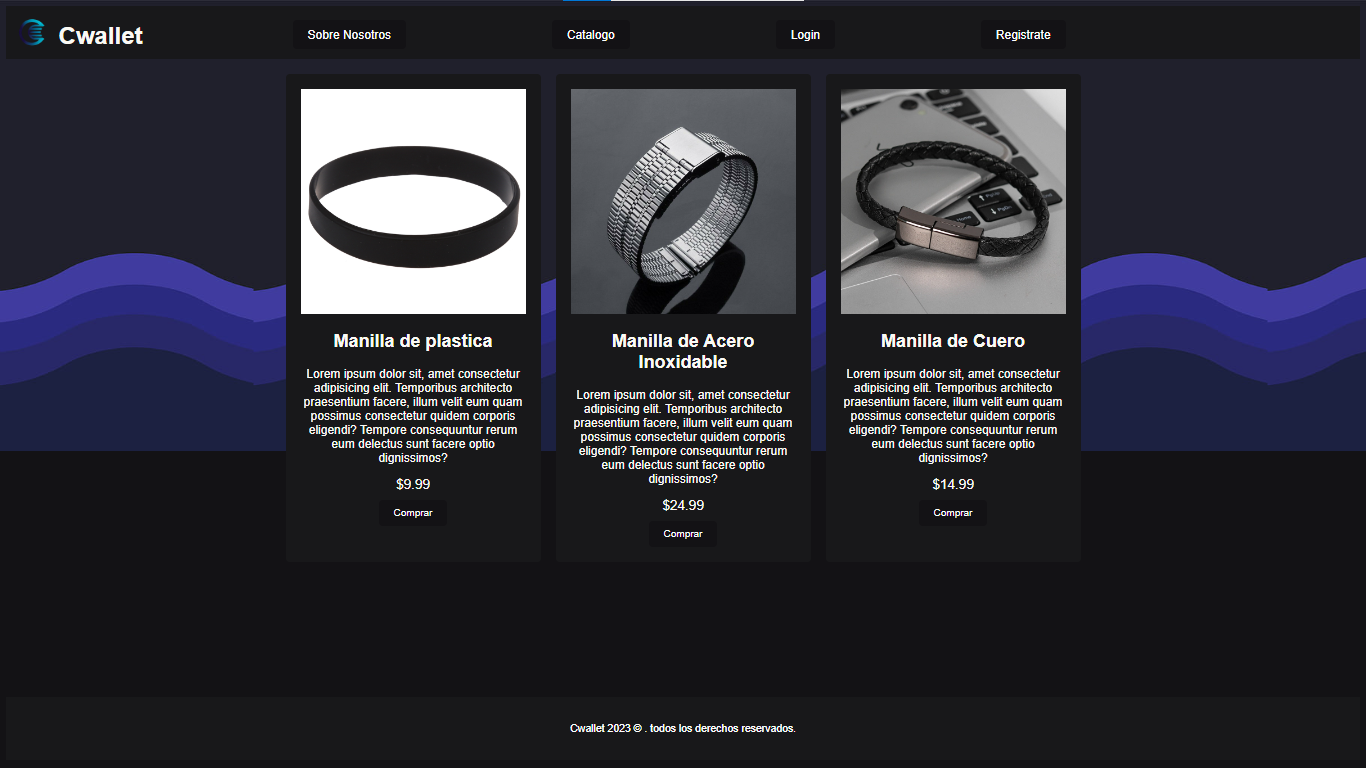 Cwallet
Sobre Nosotros
Catalogo
Login
Registrate
Manilla de plastica
Lorem ipsum dolor sit, amet consectetur
adipisicing elit. Temporibus architecto
praesentium facere, illum velit eum quam
possimus consectetur quidem corporis
eligendi? Tempore consequuntur rerum
eum delectus sunt facere optio
dignissimos?
$9.99
Comprar
Manilla de Acero
Inoxidable
Lorem ipsum dolor sit, amet consectetur
adipisicing elit. Temporibus architecto
praesentium facere, illum velit eum quam
possimus consectetur quidem corporis
eligendi? Tempore consequuntur rerum
eum delectus sunt facere optio
dignissimos?
$24.99
Comprar
Home
PgUp
PgDn
Manilla de Cuero
Lorem ipsum dolor sit, amet consectetur
adipisicing elit. Temporibus architecto
praesentium facere, illum velit eum quam
possimus consectetur quidem corporis
eligendi? Tempore consequuntur rerum
eum delectus sunt facere optio
dignissimos?
$14.99
Comprar
Cwallet 2023 © . todos los derechos reservados.